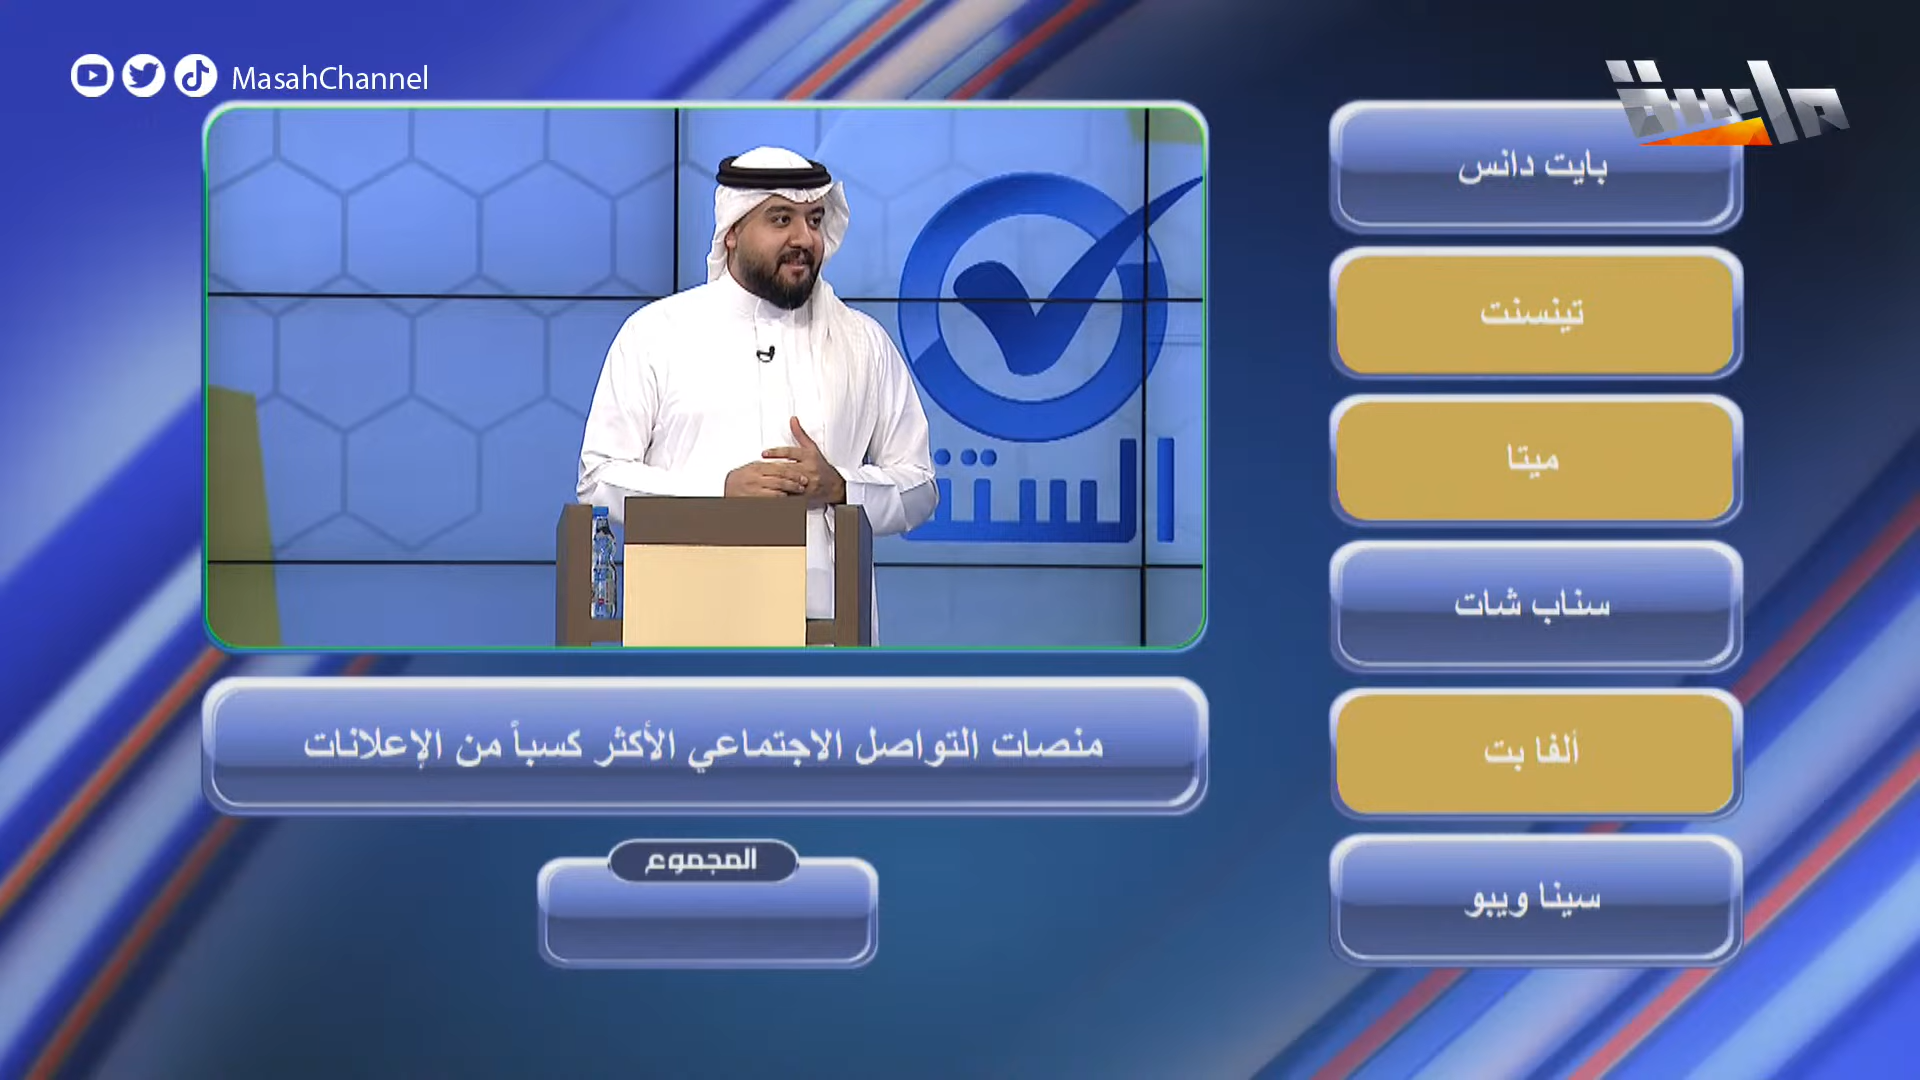 MasahChannel
ماسة
بايت دانس
تينسنت
ميتا
سناب شات
ألفا بت
سينا ويبو
منصات التواصل الاجتماعي الأكثر كسباً من الإعلانات
المجموع